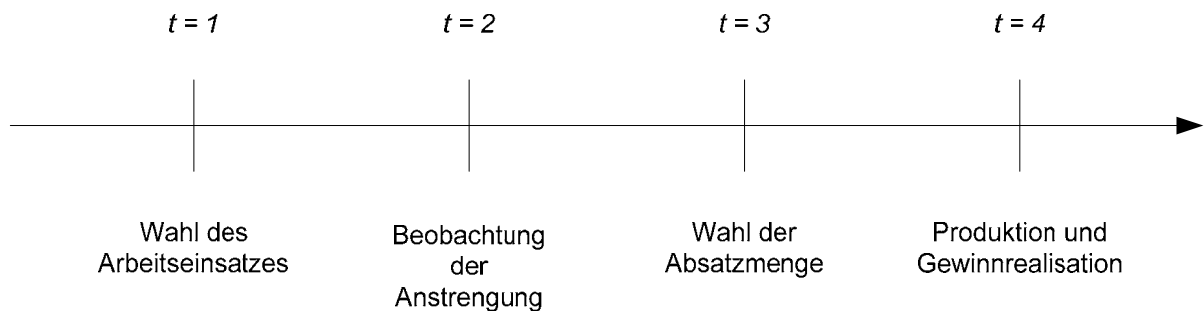 t = 1
t = 2
t = 3
t = 4
Wahl des
Arbeitseinsatzes
Beobachtung
der
Anstrengung
Wahl der
Absatzmenge
Produktion und
Gewinnrealisation